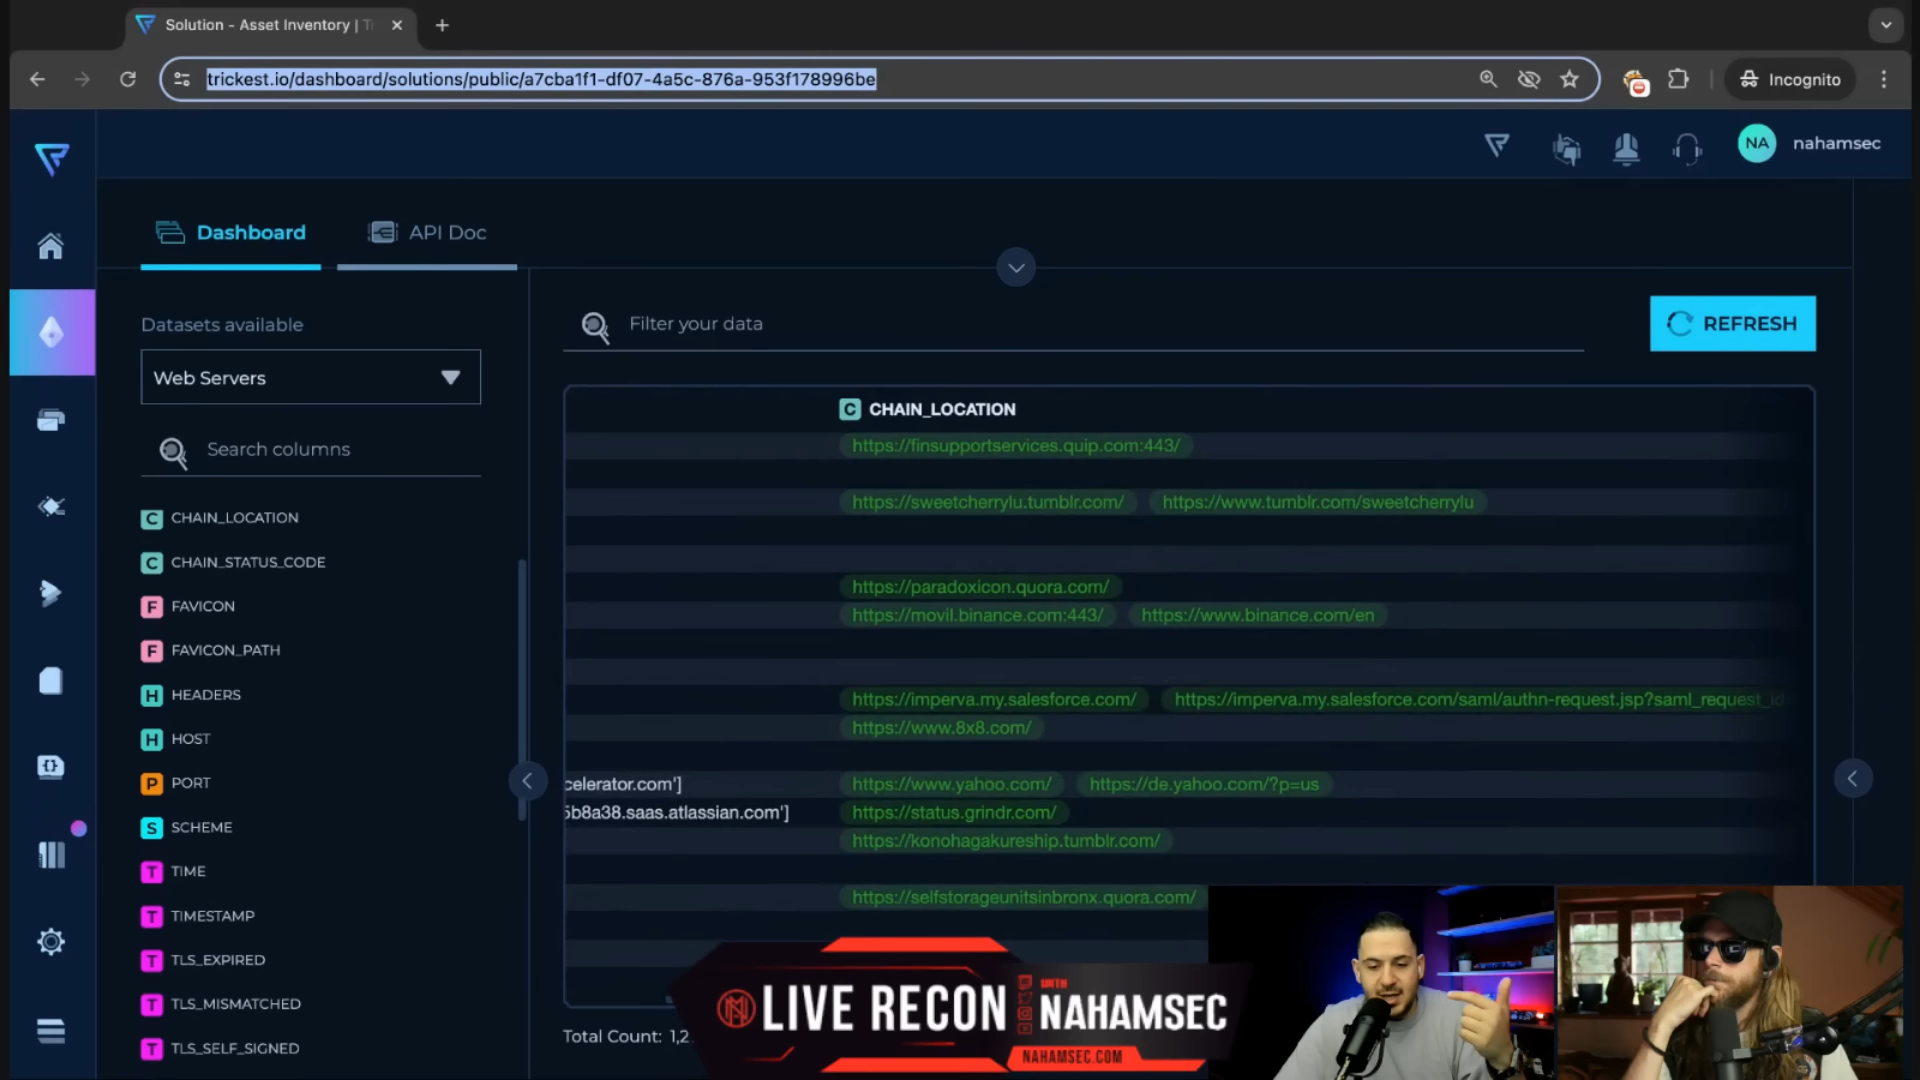 Solution - Asset Inventory | T
trickest.io/dashboard/solutions/public/a7cba1f1-df07-4a5c-876a-953f178996be
Incognito
NA
nahamsec
Dashboard
API Doc
Datasets available
Filter your data
REFRESH
Web Servers
Search columns
C CHAIN_LOCATION
C CHAIN_STATUS_CODE
F FAVICON
F FAVICON_PATH
H HEADERS
H HOST
P PORT
S SCHEME
T TIME
T TIMESTAMP
T TLS_EXPIRED
T TLS_MISMATCHED
T TLS_SELF_SIGNED
C CHAIN_LOCATION
https://finsupportservices.quip.com:443/
https://sweetcherrylu.tumblr.com/ https://www.tumblr.com/sweetcherrylu
https://paradoxicon.quora.com/
https://movil.binance.com:443/ https://www.binance.com/en
https://imperva.my.salesforce.com/ https://imperva.my.salesforce.com/saml/authn-request.jsp?saml_request_id
https://www.8x8.com/
celerator.com'] https://www.yahoo.com/ https://de.yahoo.com/?p=us
5b8a38.saas.atlassian.com'] https://status.grindr.com/
https://konohagakureship.tumblr.com/
https://selfstorageunitsinbronx.quora.com/
Total Count: 1,2
LIVE RECON
WITH
NAHAMSEC
NAHAMSEC.COM